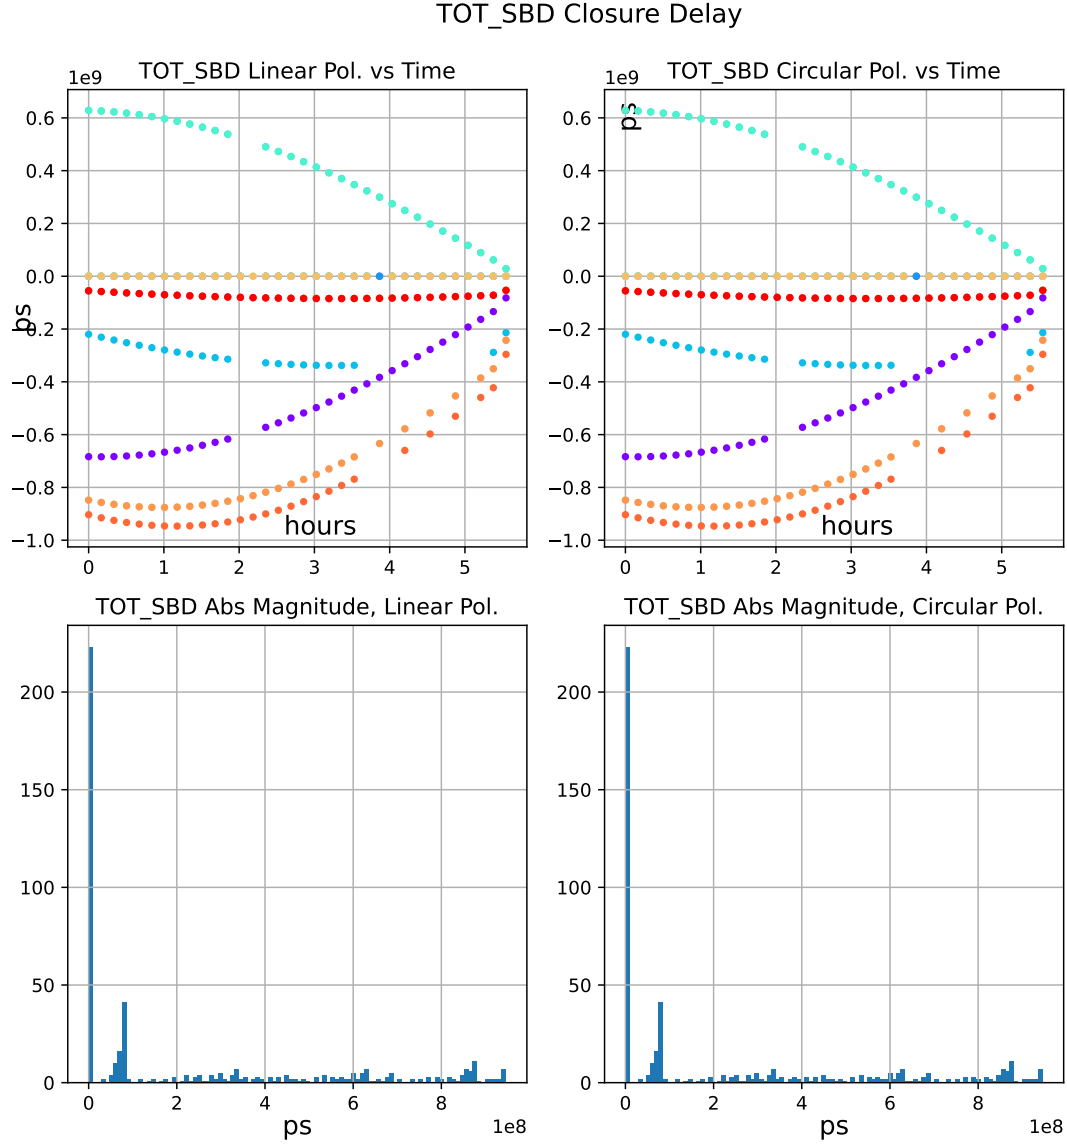 TOT_SBD Closure Delay
TOT_SBD Linear Pol. vs Time
1e9
0.6
0.4
0.2
0.0
−0.2
−0.4
−0.6
−0.8
−1.0
ps
hours
0 1 2 3 4 5
TOT_SBD Circular Pol. vs Time
1e9
0.6
0.4
0.2
0.0
−0.2
−0.4
−0.6
−0.8
−1.0
ps
hours
0 1 2 3 4 5
TOT_SBD Abs Magnitude, Linear Pol.
200
150
100
50
0
0 2 4 6 8
1e8
ps
TOT_SBD Abs Magnitude, Circular Pol.
200
150
100
50
0
0 2 4 6 8
1e8
ps